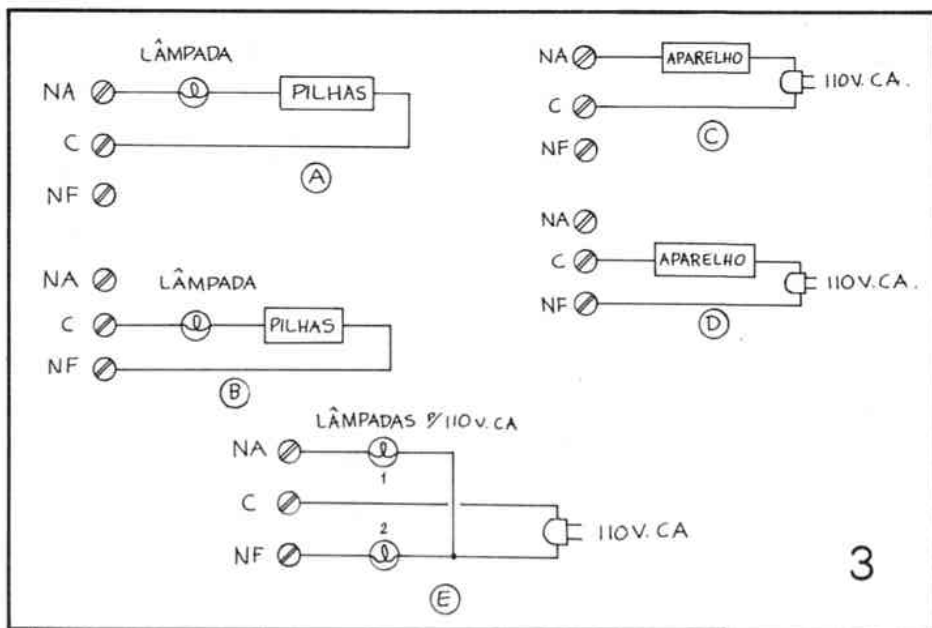 LÂMPADA
NA
PILHAS
C
A
NF
NA
APARELHO
110V.CA.
C
C
NF
NA
C
APARELHO
110V.CA.
NF
D
NA
LÂMPADA
C
PILHAS
NF
B
LÂMPADAS P/110V.CA
NA
1
C
2
110V.CA
NF
E
3